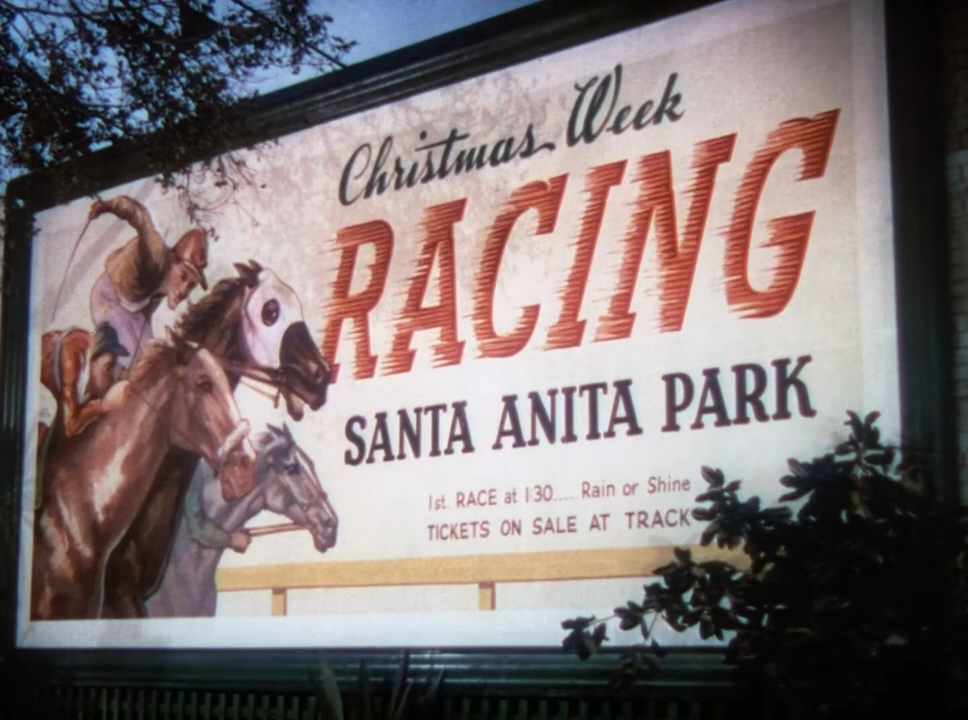 Christmas Week
RACING
SANTA ANITA PARK
1st. RACE at 1:30.... Rain or Shine
TICKETS ON SALE AT TRACK